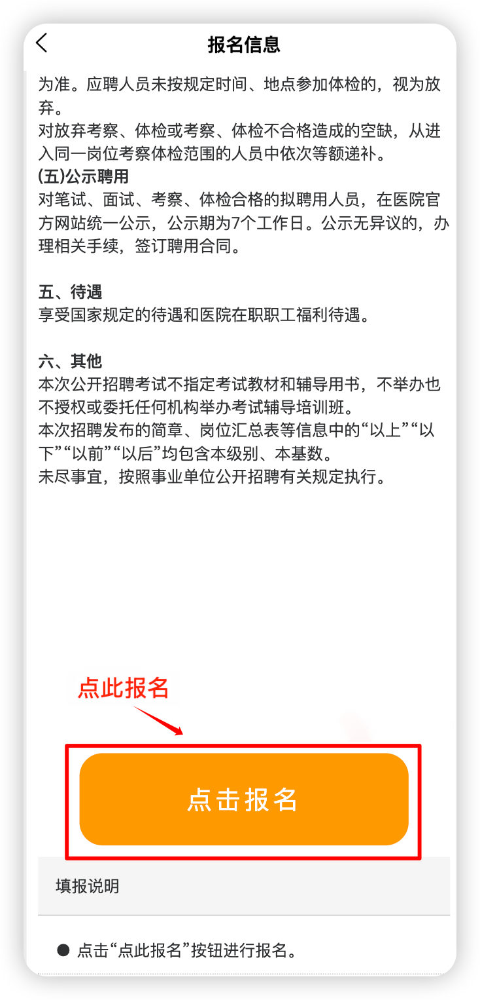 报名信息
为准。应聘人员未按规定时间、地点参加体检的，视为放
弃。
对放弃考察、体检或考察、体检不合格造成的空缺，从进
入同一岗位考察体检范围的人员中依次等额递补。
(五)公示聘用
对笔试、面试、考察、体检合格的拟聘用人员，在医院官
方网站统一公示，公示期为7个工作日。公示无异议的，办
理相关手续，签订聘用合同。
五、待遇
享受国家规定的待遇和医院在职职工福利待遇。
六、其他
本次公开招聘考试不指定考试教材和辅导用书，不举办也
不授权或委托任何机构举办考试辅导培训班。
本次招聘发布的简章、岗位汇总表等信息中的“以上”“以
下”“以前”“以后”均包含本级别、本基数。
未尽事宜，按照事业单位公开招聘有关规定执行。
点此报名
点击报名
填报说明
● 点击“点此报名”按钮进行报名。